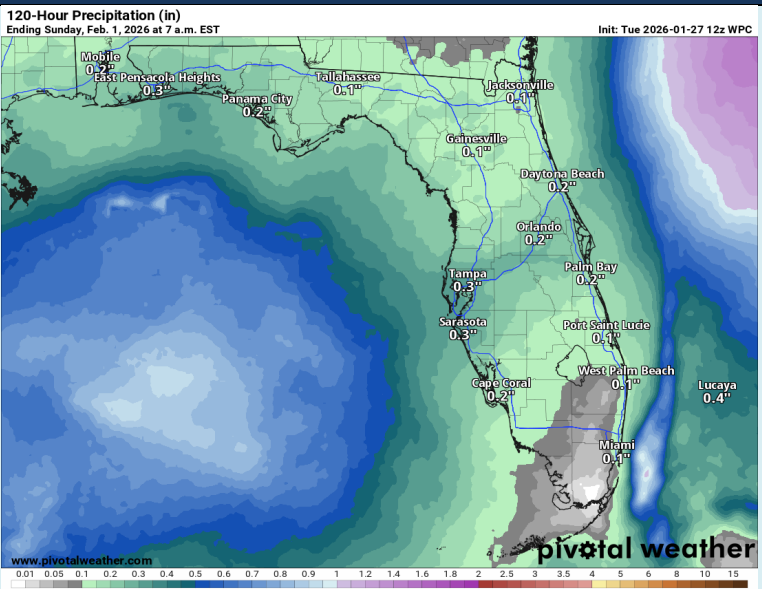 120-Hour Precipitation (in)
Ending Sunday, Feb. 1, 2026 at 7 a.m. EST
Init: Tue 2026-01-27 12z WPC
Mobile
0.2"
East Pensacola Heights
0.3"
Panama City
0.2"
Tallahassee
0.1"
Jacksonville
0.1"
Gainesville
0.1"
Daytona Beach
0.2"
Orlando
0.2"
Tampa
0.3"
Palm Bay
0.2"
Sarasota
0.3"
Port Saint Lucie
0.1"
Cape Coral
0.2"
West Palm Beach
0.1"
Lucaya
0.4"
Miami
0.1"
www.pivotalweather.com
pivotal weather
0.01 0.05 0.1 0.2 0.3 0.4 0.5 0.6 0.7 0.8 0.9 1 1.2 1.4 1.6 1.8 2 2.5 3 3.5 4 5 6 7 8 9 10 15